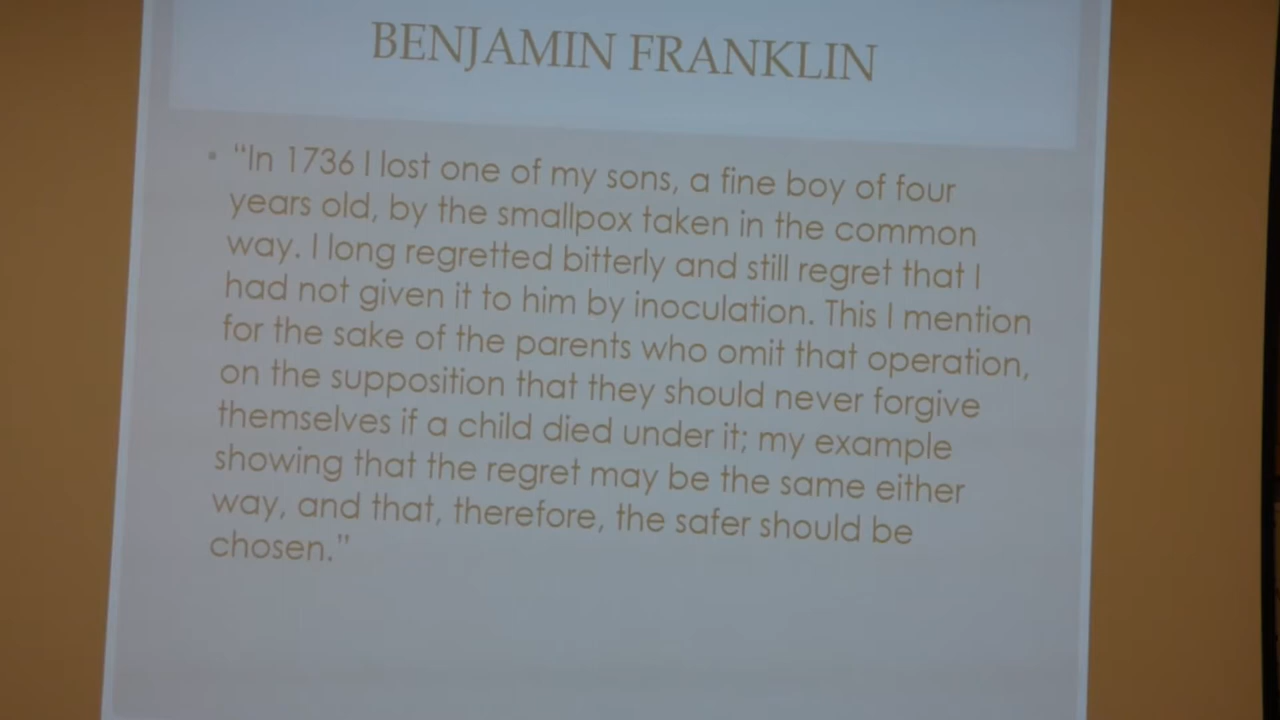 BENJAMIN FRANKLIN
• “In 1736 I lost one of my sons, a fine boy of four
years old, by the smallpox taken in the common
way. I long regretted bitterly and still regret that I
had not given it to him by inoculation. This I mention
for the sake of the parents who omit that operation,
on the supposition that they should never forgive
themselves if a child died under it; my example
showing that the regret may be the same either
way, and that, therefore, the safer should be
chosen.”